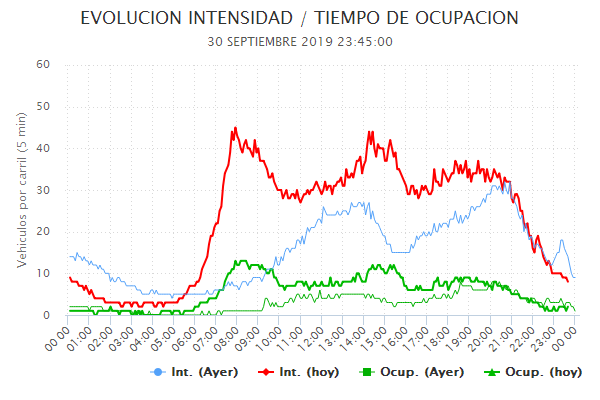 EVOLUCION INTENSIDAD / TIEMPO DE OCUPACION
30 SEPTIEMBRE 2019 23:45:00
Vehiculos por carril (5 min)
60
50
40
30
20
10
0
00:00 01:00 02:00 03:00 04:00 05:00 06:00 07:00 08:00 09:00 10:00 11:00 12:00 13:00 14:00 15:00 16:00 17:00 18:00 19:00 20:00 21:00 22:00 23:00 00:00
Int. (Ayer) Int. (hoy) Ocup. (Ayer) Ocup. (hoy)